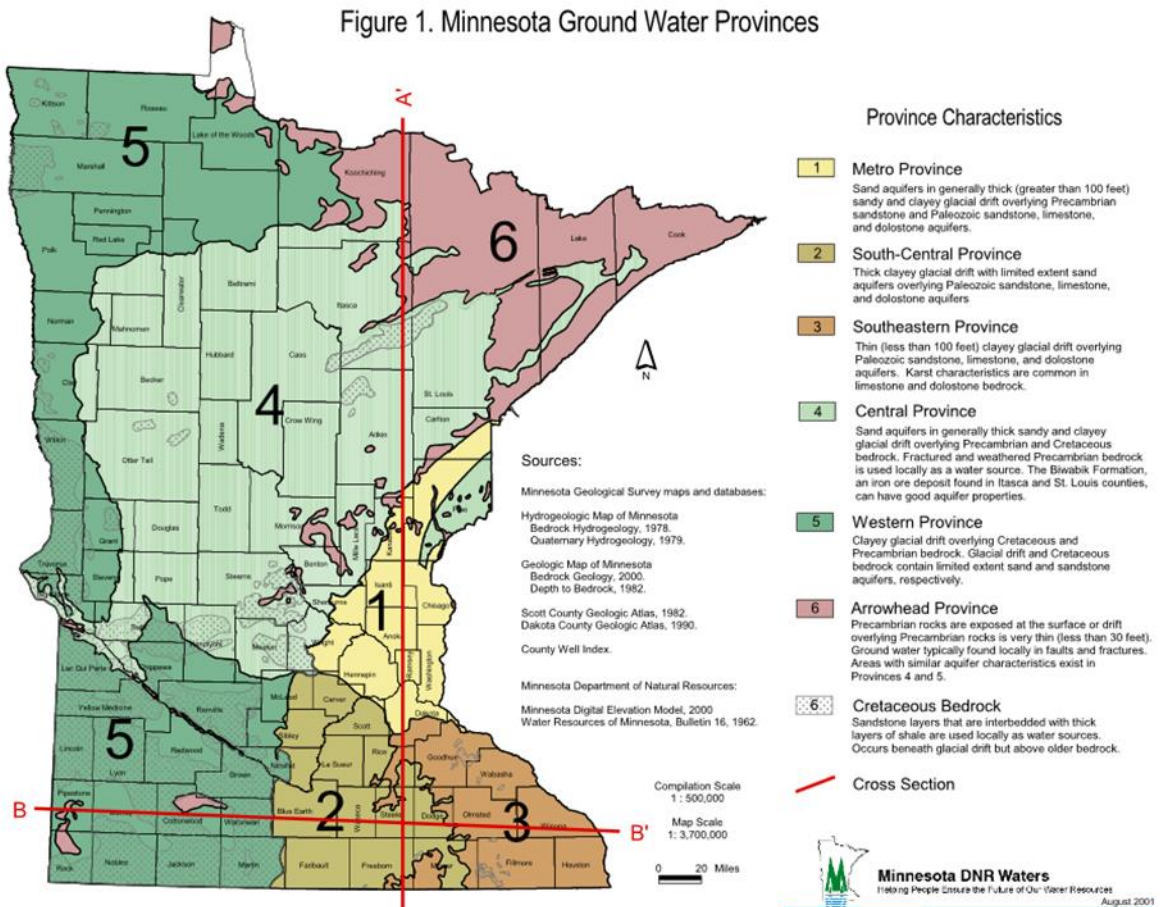 Figure 1. Minnesota Ground Water Provinces
A'
Kittson
Roseau
Lake of the Woods
5
Marshall
Koochiching
Pennington
Red Lake
Polk
6
Lake
Cook
Clearwater
Beltrami
Itasca
Norman
Mahnomen
Hubbard
Cass
Becker
4
St. Louis
Wadena
Crow Wing
Aitkin
Carlton
Wilkin
Otter Tail
Todd
Grant
Douglas
Morrison
Mille Lacs
Traverse
Stevens
Pope
Stearns
Benton
Isanti
1
Chisago
Anoka
Ramsey
Washington
Hennepin
Wright
Meeker
Lac Qui Parle
Chippewa
McLeod
Carver
Dakota
Yellow Medicine
Renville
Scott
Sibley
5
Lincoln
Lyon
Redwood
Nicollet
Le Sueur
Rice
Goodhue
Wabasha
Brown
Pipestone
B
Cottonwood
Watonwan
Blue Earth
2
Waseca
Steele
Dodge
Olmsted
3
Winona
B'
Rock
Nobles
Jackson
Martin
Faribault
Freeborn
Mower
Fillmore
Houston
N
Sources:
Minnesota Geological Survey maps and databases:
Hydrogeologic Map of Minnesota
Bedrock Hydrogeology, 1978.
Quaternary Hydrogeology, 1979.
Geologic Map of Minnesota
Bedrock Geology, 2000.
Depth to Bedrock, 1982.
Scott County Geologic Atlas, 1982.
Dakota County Geologic Atlas, 1990.
County Well Index.
Minnesota Department of Natural Resources:
Minnesota Digital Elevation Model, 2000
Water Resources of Minnesota, Bulletin 16, 1962.
Compilation Scale
1 : 500,000
Map Scale
1: 3,700,000
0 20 Miles
Province Characteristics
1 Metro Province
Sand aquifers in generally thick (greater than 100 feet)
sandy and clayey glacial drift overlying Precambrian
sandstone and Paleozoic sandstone, limestone,
and dolostone aquifers.
2 South-Central Province
Thick clayey glacial drift with limited extent sand
aquifers overlying Paleozoic sandstone, limestone,
and dolostone aquifers
3 Southeastern Province
Thin (less than 100 feet) clayey glacial drift overlying
Paleozoic sandstone, limestone, and dolostone
aquifers. Karst characteristics are common in
limestone and dolostone bedrock.
4 Central Province
Sand aquifers in generally thick sandy and clayey
glacial drift overlying Precambrian and Cretaceous
bedrock. Fractured and weathered Precambrian bedrock
is used locally as a water source. The Biwabik Formation,
an iron ore deposit found in Itasca and St. Louis counties,
can have good aquifer properties.
5 Western Province
Clayey glacial drift overlying Cretaceous and
Precambrian bedrock. Glacial drift and Cretaceous
bedrock contain limited extent sand and sandstone
aquifers, respectively.
6 Arrowhead Province
Precambrian rocks are exposed at the surface or drift
overlying Precambrian rocks is very thin (less than 30 feet).
Ground water typically found locally in faults and fractures.
Areas with similar aquifer characteristics exist in
Provinces 4 and 5.
6 Cretaceous Bedrock
Sandstone layers that are interbedded with thick
layers of shale are used locally as water sources.
Occurs beneath glacial drift but above older bedrock.
Cross Section
Minnesota DNR Waters
Helping People Ensure the Future of Our Water Resources
August 2001